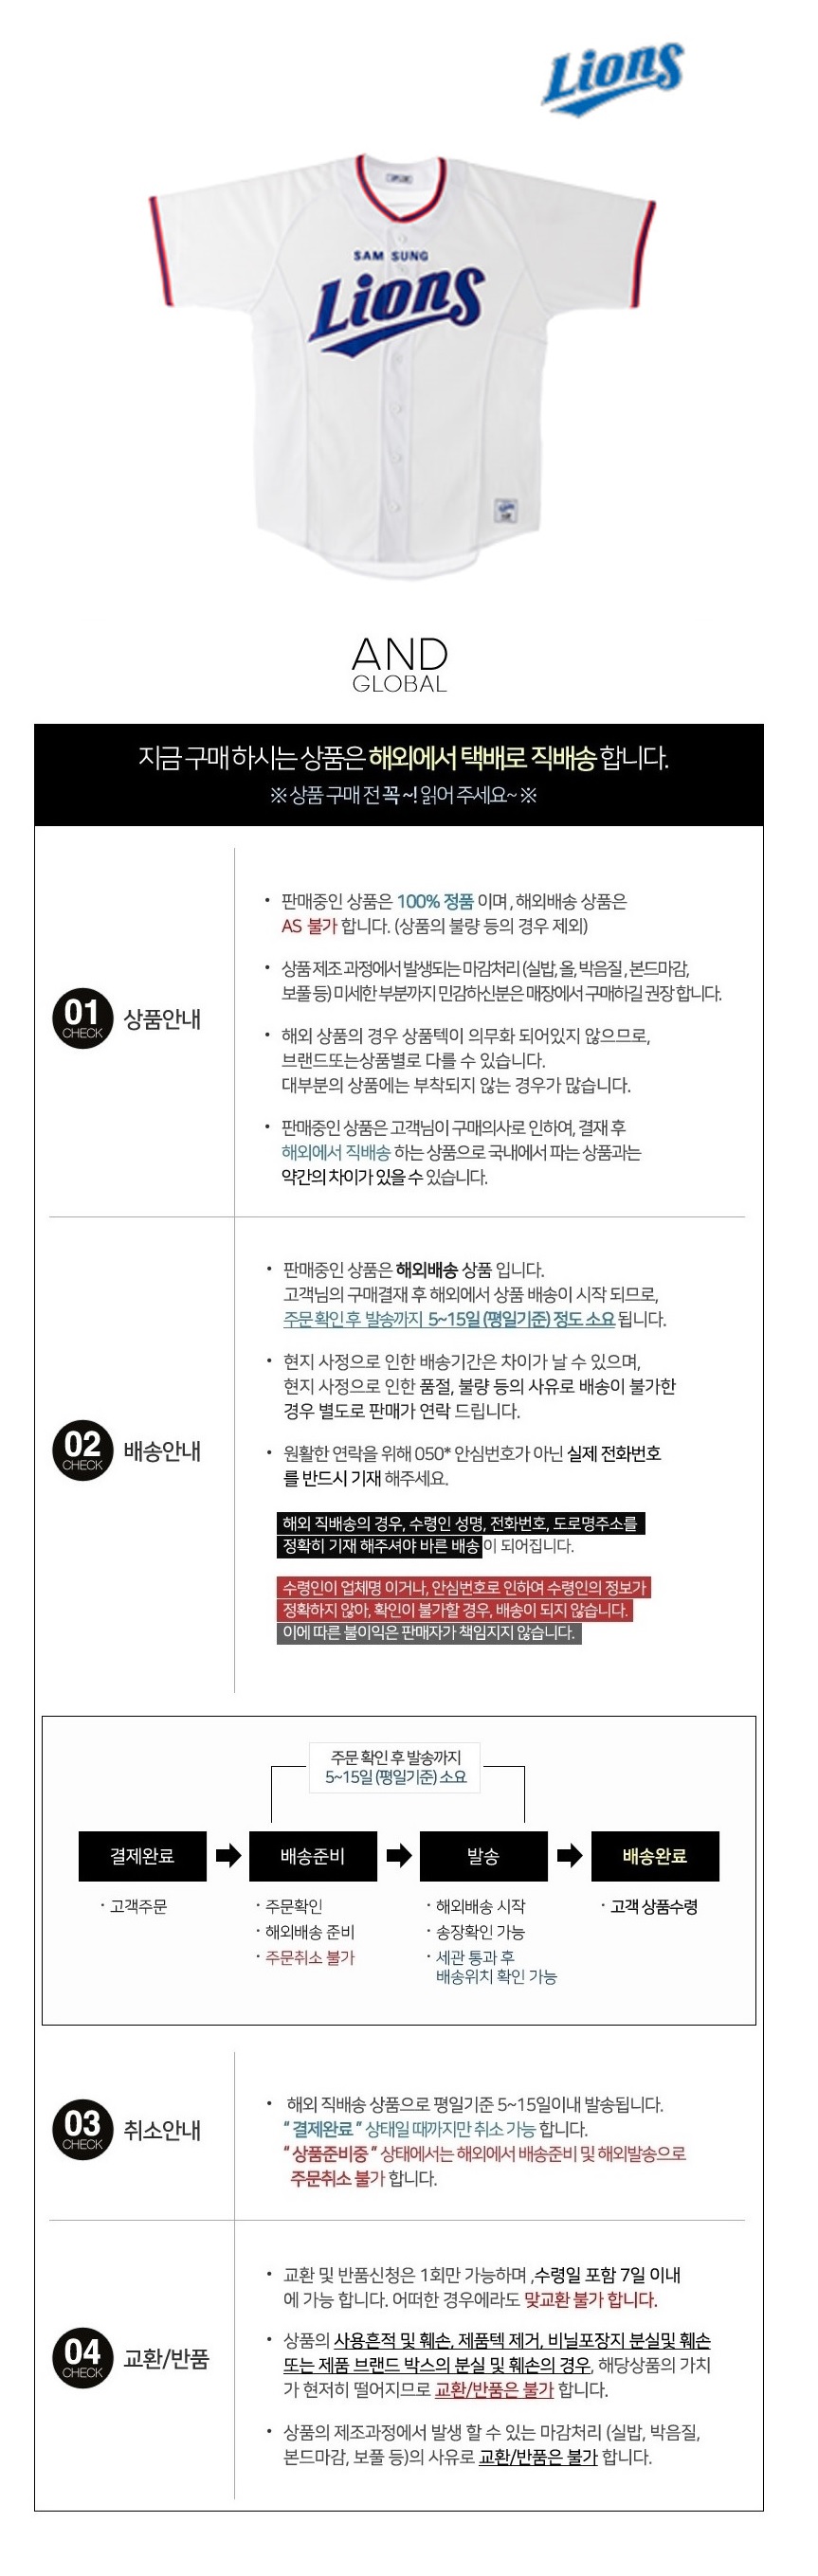 Lions
SAM SUNG
Lions
AND
GLOBAL
지금 구매하시는 상품은 해외에서 택배로 직배송 합니다.
※ 상품 구매 전 꼭 ~! 읽어 주세요~ ※
01
CHECK
상품안내
• 판매중인 상품은 100% 정품 이며 , 해외배송 상품은
AS 불가 합니다. (상품의 불량 등의 경우 제외)
• 상품 제조 과정에서 발생되는 마감처리 (실밥, 올, 박음질 , 본드마감,
보풀 등) 미세한 부분까지 민감하신분은 매장에서 구매하길 권장 합니다.
• 해외 상품의 경우 상품텍이 의무화 되어있지 않으므로,
브랜드또는상품별로 다를 수 있습니다.
대부분의 상품에는 부착되지 않는 경우가 많습니다.
• 판매중인 상품은 고객님이 구매의사로 인하여, 결재 후
해외에서 직배송 하는 상품으로 국내에서 파는 상품과는
약간의 차이가 있을 수 있습니다.
02
CHECK
배송안내
• 판매중인 상품은 해외배송 상품 입니다.
고객님의 구매결재 후 해외에서 상품 배송이 시작 되므로,
주문 확인 후 발송까지 5~15일 (평일기준) 정도 소요 됩니다.
• 현지 사정으로 인한 배송기간은 차이가 날 수 있으며,
현지 사정으로 인한 품절, 불량 등의 사유로 배송이 불가한
경우 별도로 판매가 연락 드립니다.
• 원활한 연락을 위해 050* 안심번호가 아닌 실제 전화번호
를 반드시 기재 해주세요.
해외 직배송의 경우, 수령인 성명, 전화번호, 도로명주소를
정확히 기재 해주셔야 바른 배송이 되어집니다.
수령인이 업체명 이거나, 안심번호로 인하여 수령인의 정보가
정확하지 않아, 확인이 불가할 경우, 배송이 되지 않습니다.
이에 따른 불이익은 판매자가 책임지지 않습니다.
주문 확인 후 발송까지
5~15일 (평일기준) 소요
결제완료
배송준비
발송
배송완료
· 고객주문
· 주문확인
· 해외배송 준비
· 주문취소 불가
· 해외배송 시작
· 송장확인 가능
· 세관 통과 후
배송위치 확인 가능
· 고객 상품수령
03
CHECK
취소안내
• 해외 직배송 상품으로 평일기준 5~15일이내 발송됩니다.
“ 결제완료 ” 상태일 때까지만 취소 가능 합니다.
“ 상품준비중 ” 상태에서는 해외에서 배송준비 및 해외발송으로
주문취소 불가 합니다.
04
CHECK
교환/반품
• 교환 및 반품신청은 1회만 가능하며 ,수령일 포함 7일 이내
에 가능 합니다. 어떠한 경우에라도 맞교환 불가 합니다.
• 상품의 사용흔적 및 훼손, 제품텍 제거, 비닐포장지 분실및 훼손
또는 제품 브랜드 박스의 분실 및 훼손의 경우, 해당상품의 가치
가 현저히 떨어지므로 교환/반품은 불가 합니다.
• 상품의 제조과정에서 발생 할 수 있는 마감처리 (실밥, 박음질,
본드마감, 보풀 등)의 사유로 교환/반품은 불가 합니다.